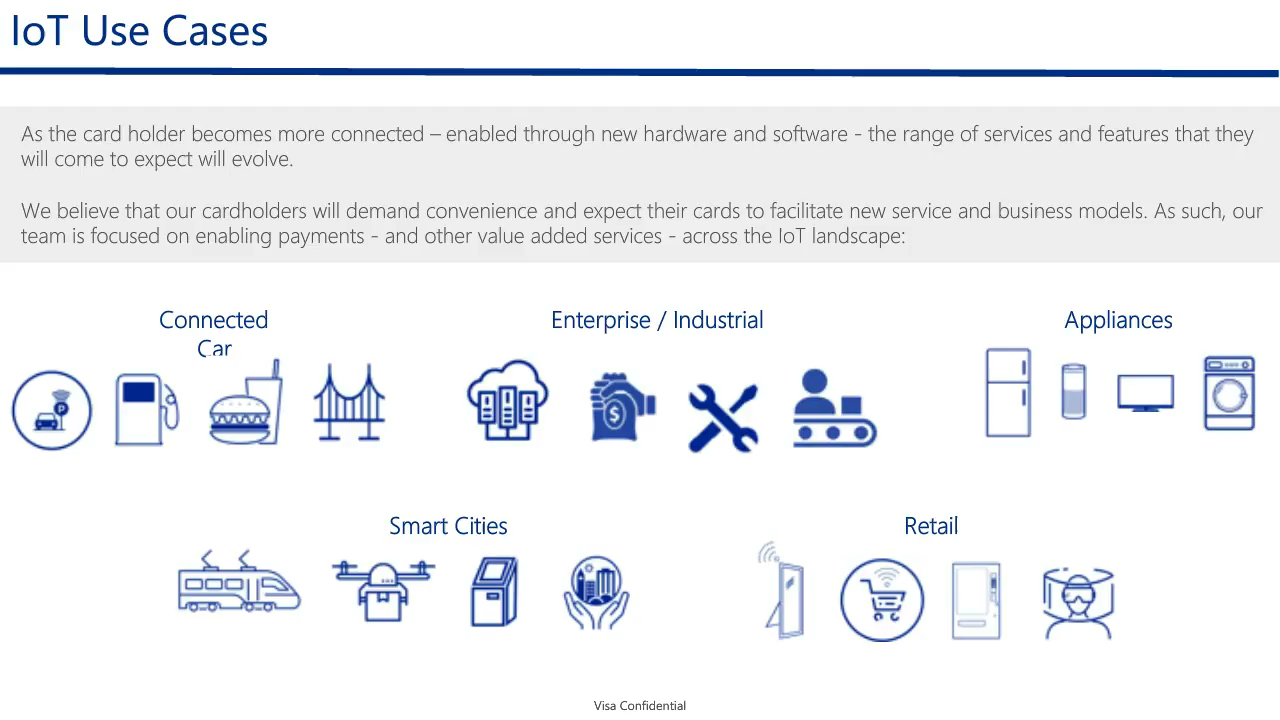 IoT Use Cases
As the card holder becomes more connected – enabled through new hardware and software - the range of services and features that they
will come to expect will evolve.
We believe that our cardholders will demand convenience and expect their cards to facilitate new service and business models. As such, our
team is focused on enabling payments - and other value added services - across the IoT landscape:
Connected
Car
Enterprise / Industrial
Appliances
P
$
Smart Cities
Retail
Visa Confidential